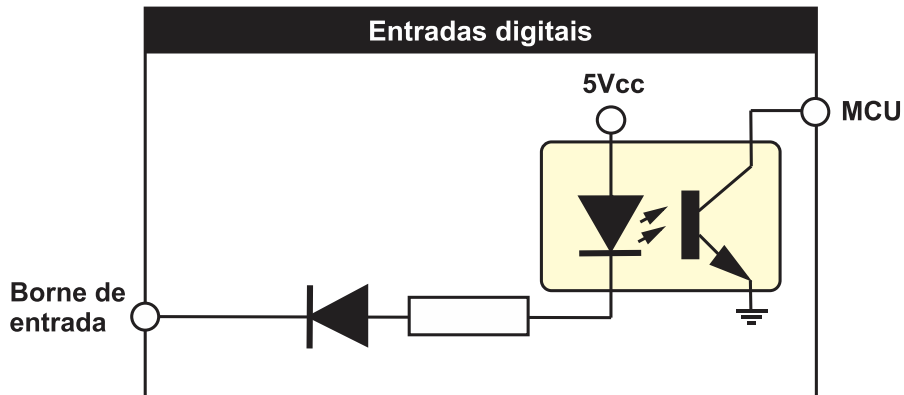 Entradas digitais
5Vcc
MCU
Borne de
entrada